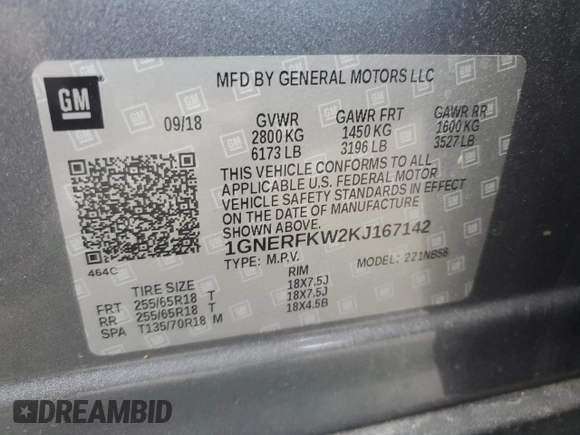 MFD BY GENERAL MOTORS LLC
GM
09/18 GVWR GAWR FRT GAWR RR
2800 KG 1450 KG 1600 KG
6173 LB 3196 LB 3527 LB
THIS VEHICLE CONFORMS TO ALL
APPLICABLE U.S. FEDERAL MOTOR
VEHICLE SAFETY STANDARDS IN EFFECT
ON THE DATE OF MANUFACTURE
SHOWN ABOVE.
1GNERFKW2KJ167142
464C TYPE: M.P.V. MODEL: 221NB56
TIRE SIZE RIM
FRT 255/65R18 T 18X7.5J
RR 255/65R18 T 18X7.5J
SPA T135/70R18 M 18X4.5B
DREAMBID